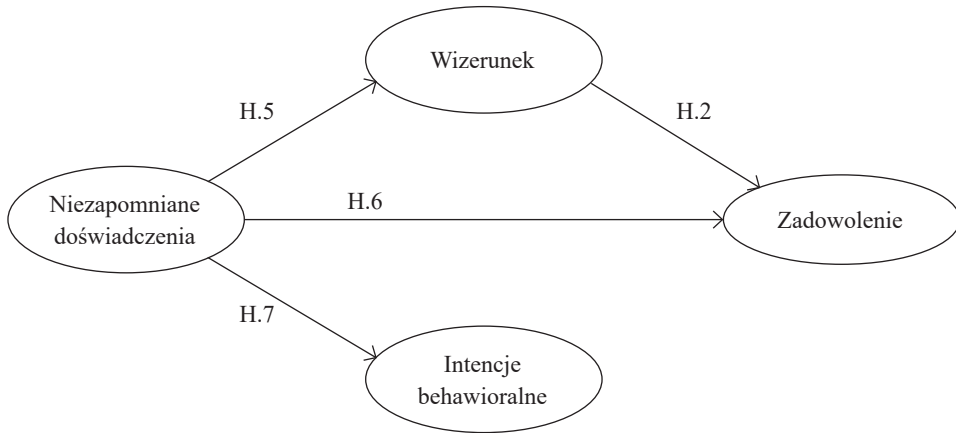 Wizerunek
H.5
H.2
Niezapomniane
doświadczenia
H.6
Zadowolenie
H.7
Intencje
behawioralne